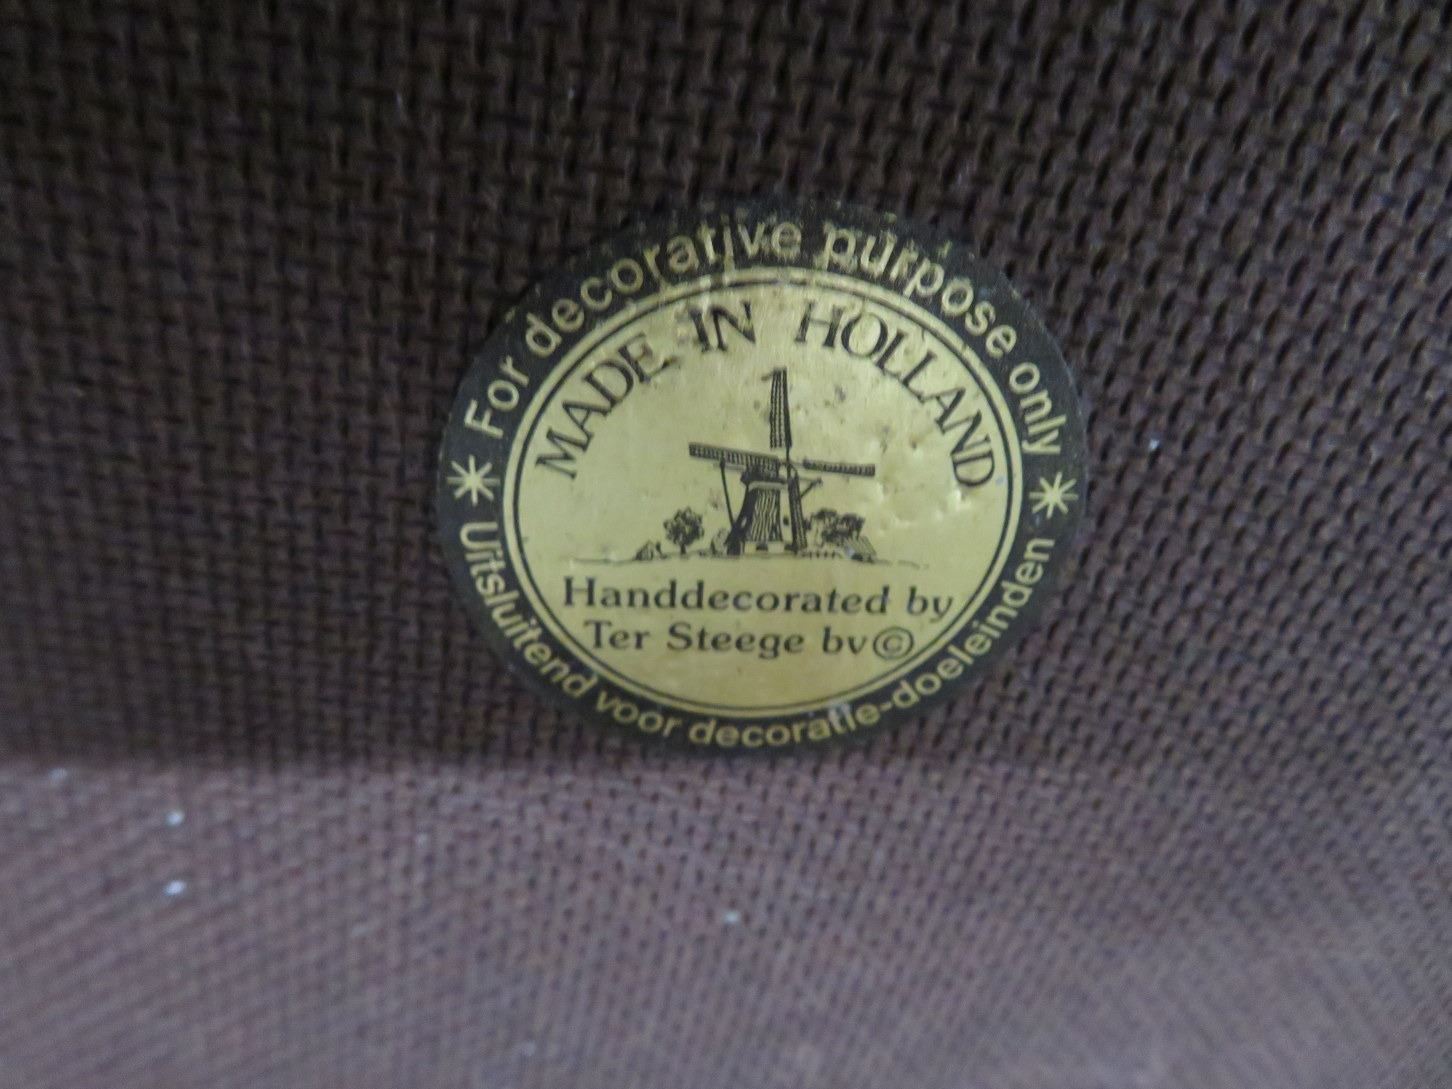 For decorative purpose only
MADE IN HOLLAND
Handdecorated by
Ter Steege bv©
Uitsluitend voor decoratie-doeleinden